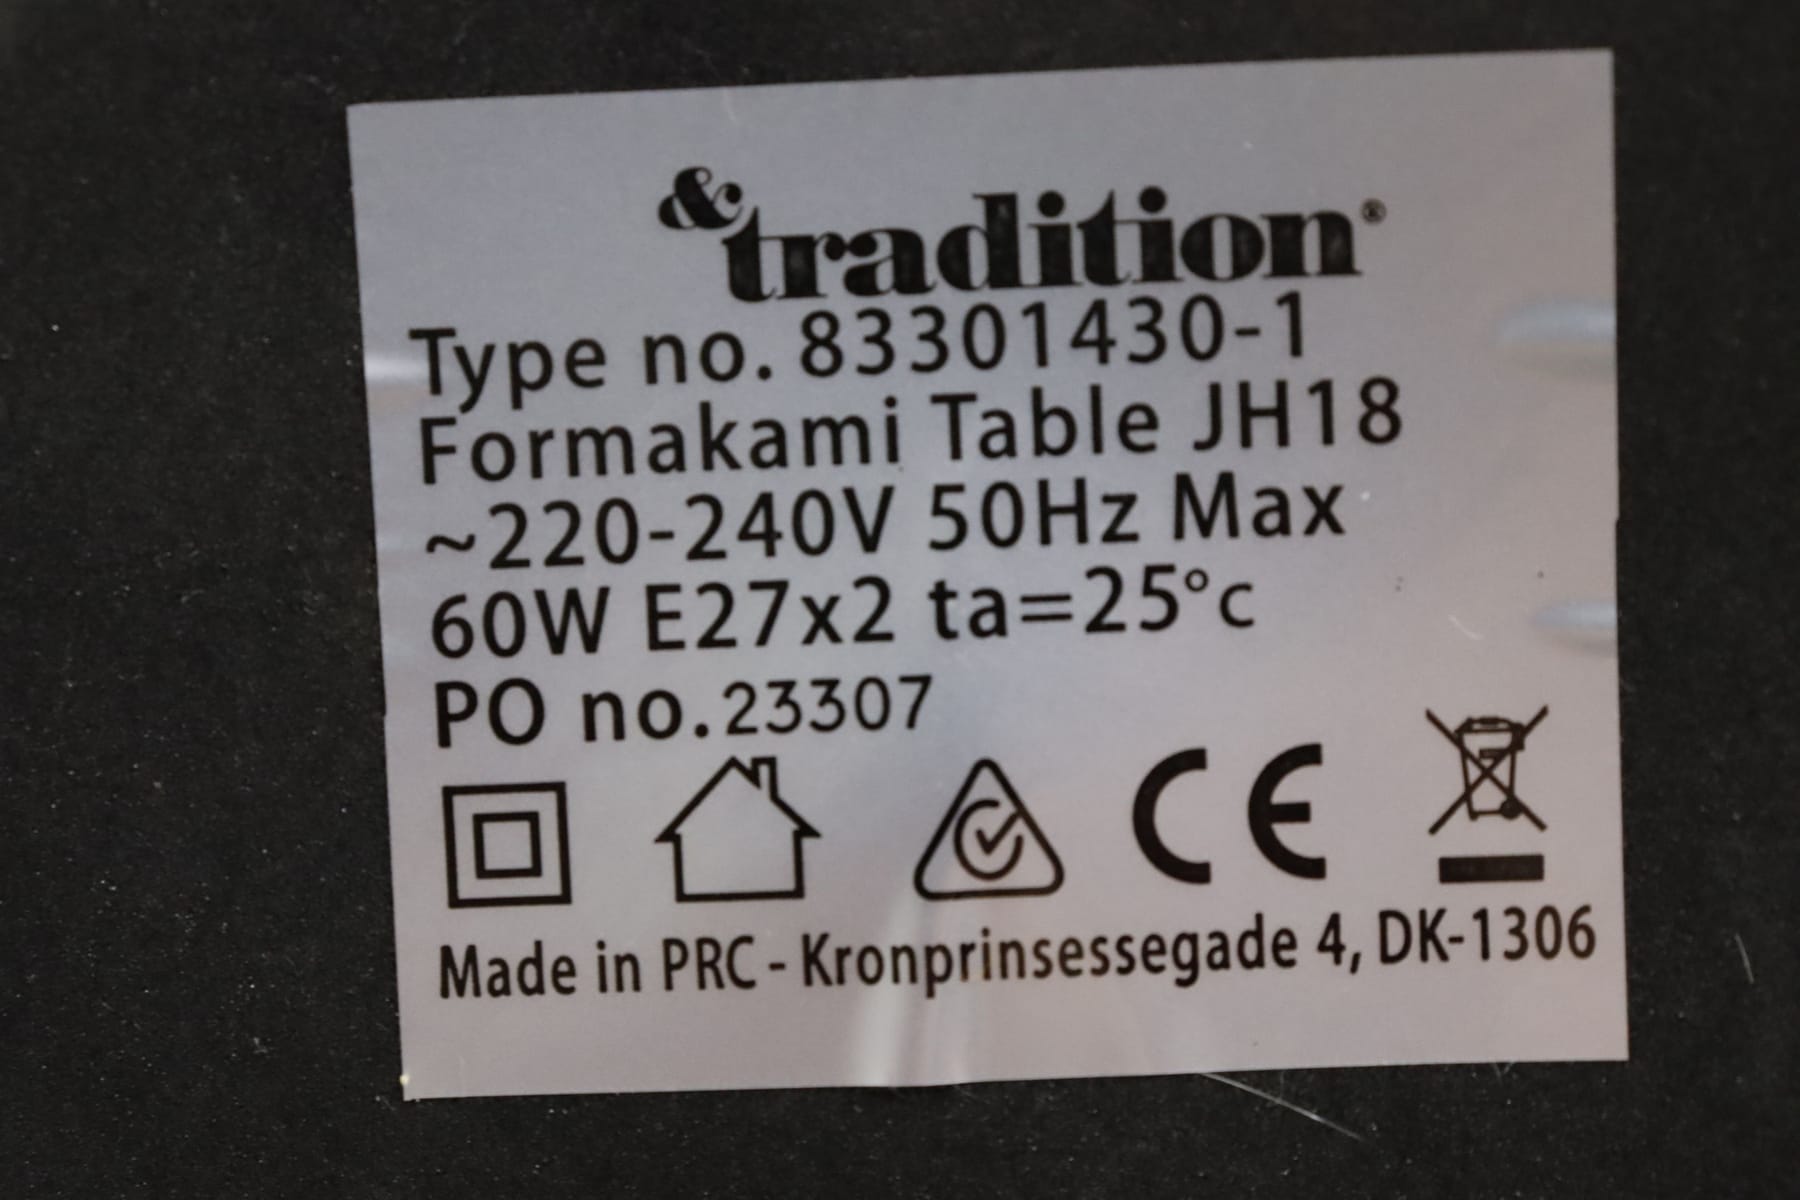 &tradition®
Type no. 83301430-1
Formakami Table JH18
~220-240V 50Hz Max
60W E27x2 ta=25°c
PO no.23307
CE
Made in PRC - Kronprinsessegade 4, DK-1306